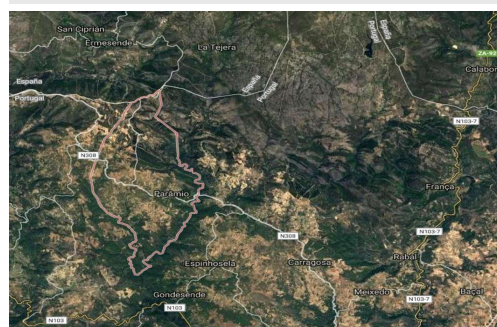 San Ciprián
Ermesende
La Tejera
España
Portugal
España
Portugal
España
Portugal
ZA-92
Calabor
N103-7
N308
Parâmio
França
N308
Espinhosela
Carragosa
Rabal
Gondesende
Meixedo
Baçal
N103
N103
N103-7